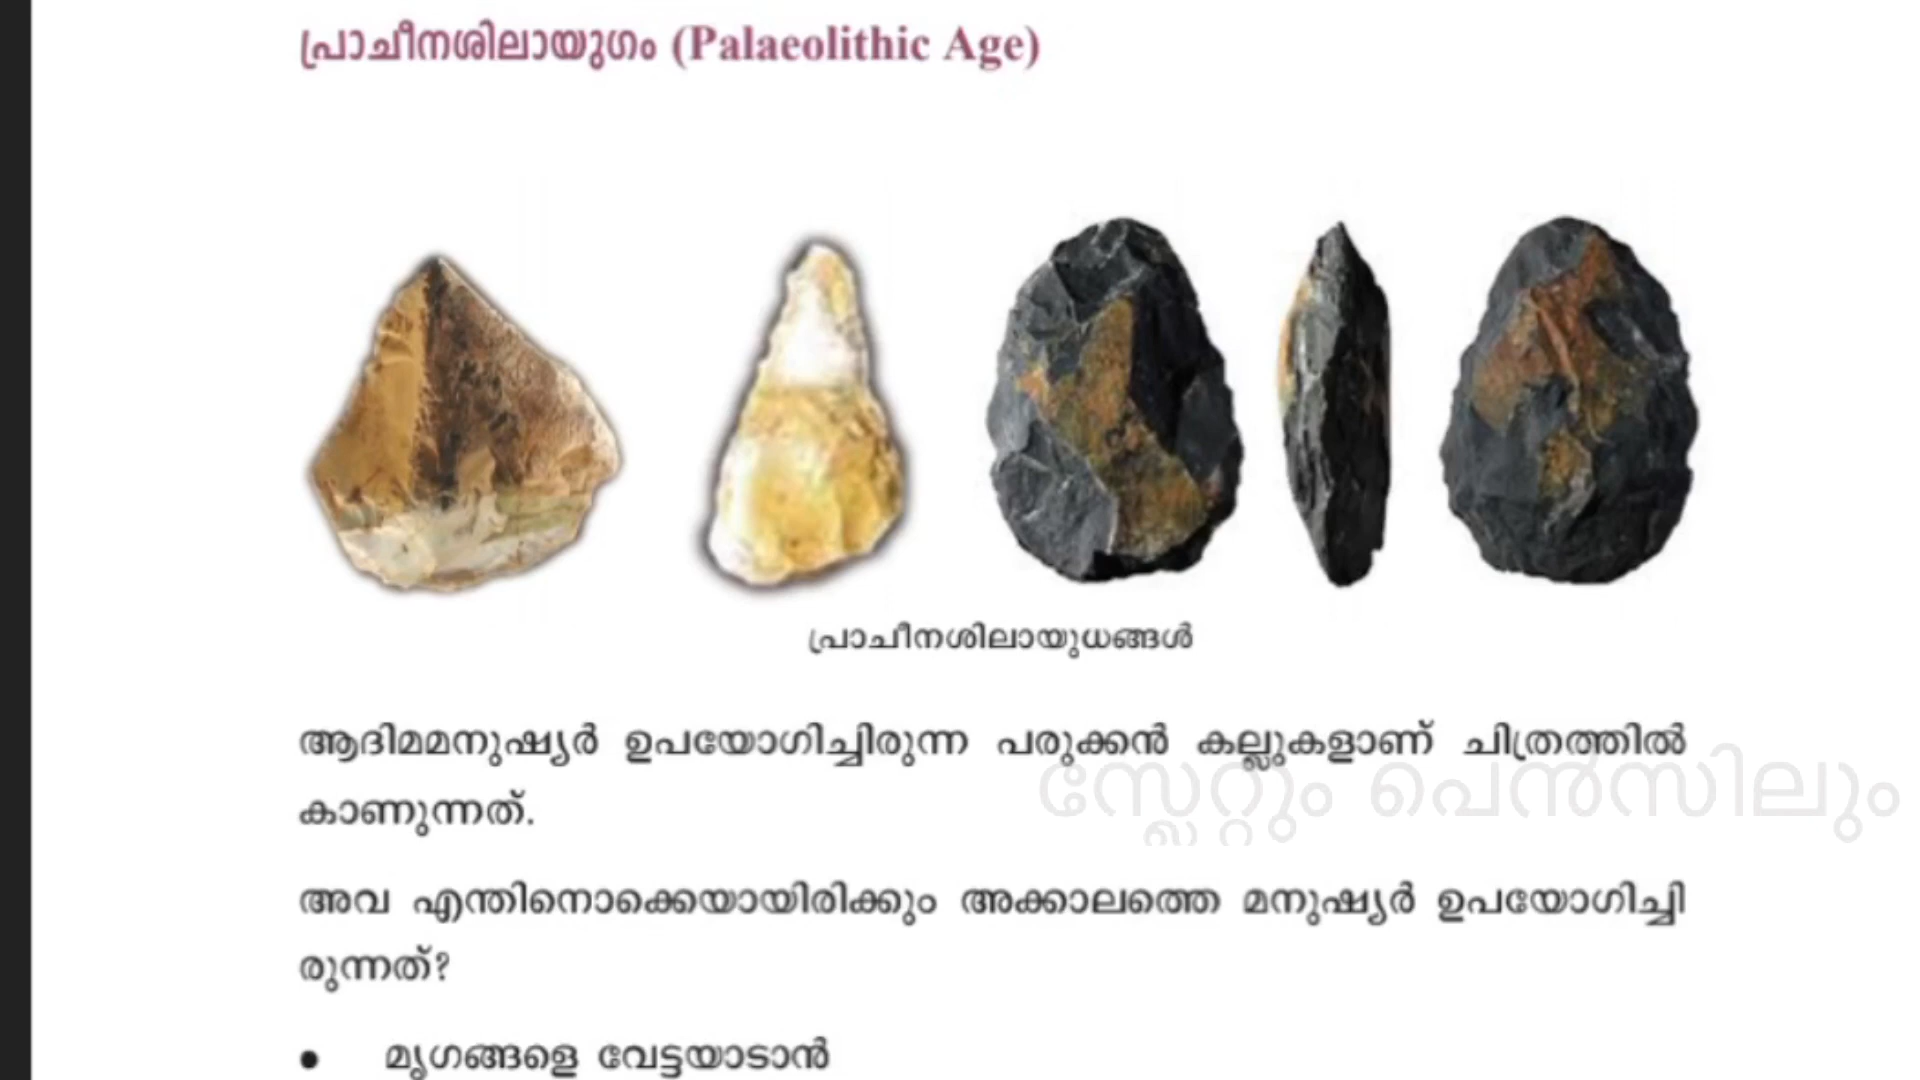 പ്രാചീനശിലായുഗം (Palaeolithic Age)
പ്രാചീനശിലായുധങ്ങൾ
ആദിമമനുഷ്യർ ഉപയോഗിച്ചിരുന്ന പരുക്കൻ കല്ലുകളാണ് ചിത്രത്തിൽ
കാണുന്നത്.
സ്ലേറ്റും പെൻസിലും
അവ എന്തിനൊക്കെയായിരിക്കും അക്കാലത്തെ മനുഷ്യർ ഉപയോഗിച്ചി
രുന്നത്?
• മൃഗങ്ങളെ വേട്ടയാടാൻ